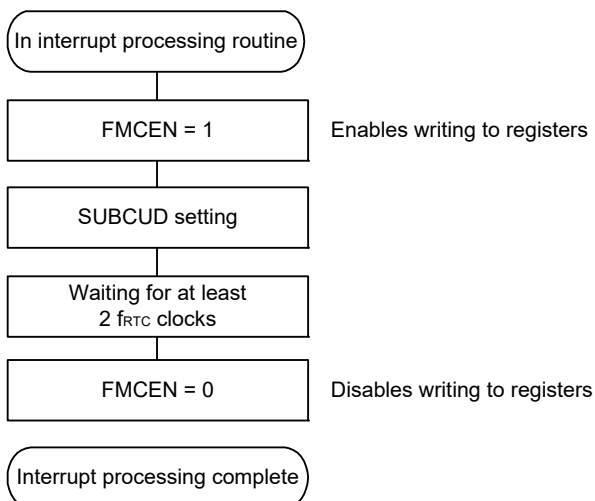 In interrupt processing routine
FMCEN = 1 Enables writing to registers
SUBCUD setting
Waiting for at least
2 fRTC clocks
FMCEN = 0 Disables writing to registers
Interrupt processing complete